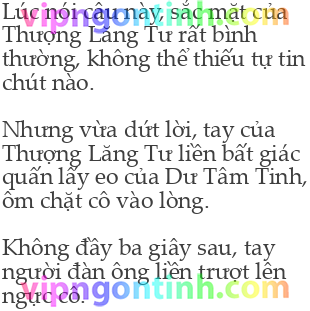 Lúc nói câu này, sắc mặt của
Thượng Lăng Tư rất bình
thường, không thể thiếu tự tin
chút nào.
Nhưng vừa dứt lời, tay của
Thượng Lăng Tư liền bất giác
quấn lấy eo của Dư Tâm Tinh,
ôm chặt cô vào lòng.
Không đầy ba giây sau, tay
người đàn ông liền trượt lên
ngực cô.
vipngontinh.com
vipngontinh.com